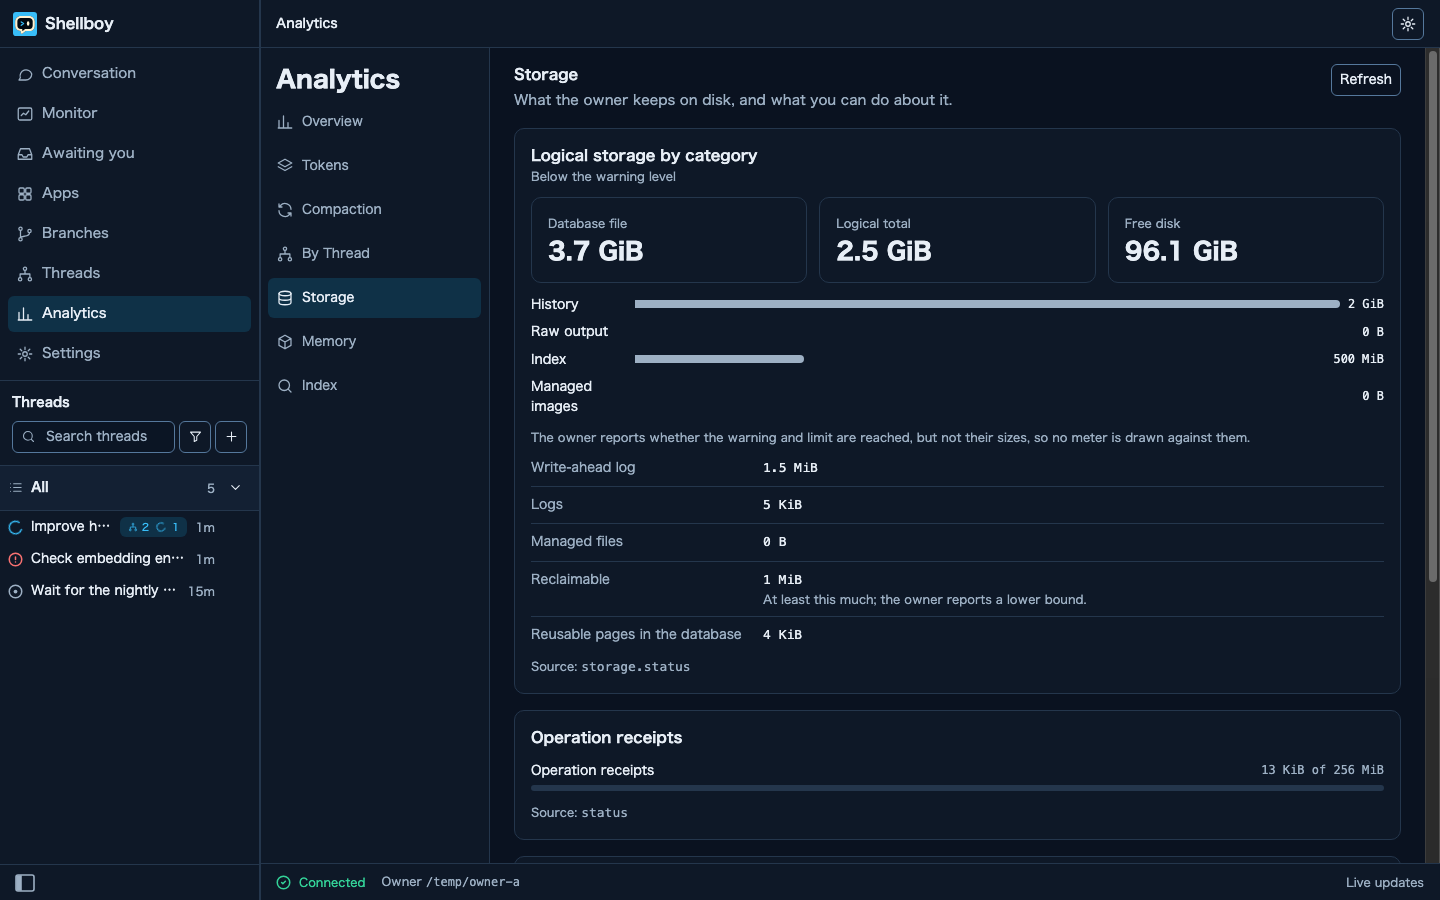 Shellboy
Analytics
Conversation
Monitor
Awaiting you
Apps
Branches
Threads
Analytics
Settings
Threads
Search threads
All 5
Improve h··· 2 1 1m
Check embedding en··· 1m
Wait for the nightly ··· 15m
Analytics
Overview
Tokens
Compaction
By Thread
Storage
Memory
Index
Storage
What the owner keeps on disk, and what you can do about it.
Refresh
Logical storage by category
Below the warning level
Database file
3.7 GiB
Logical total
2.5 GiB
Free disk
96.1 GiB
History 2 GiB
Raw output 0 B
Index 500 MiB
Managed
images 0 B
The owner reports whether the warning and limit are reached, but not their sizes, so no meter is drawn against them.
Write-ahead log 1.5 MiB
Logs 5 KiB
Managed files 0 B
Reclaimable 1 MiB
At least this much; the owner reports a lower bound.
Reusable pages in the database 4 KiB
Source: storage.status
Operation receipts
Operation receipts 13 KiB of 256 MiB
Source: status
Connected Owner /temp/owner-a Live updates